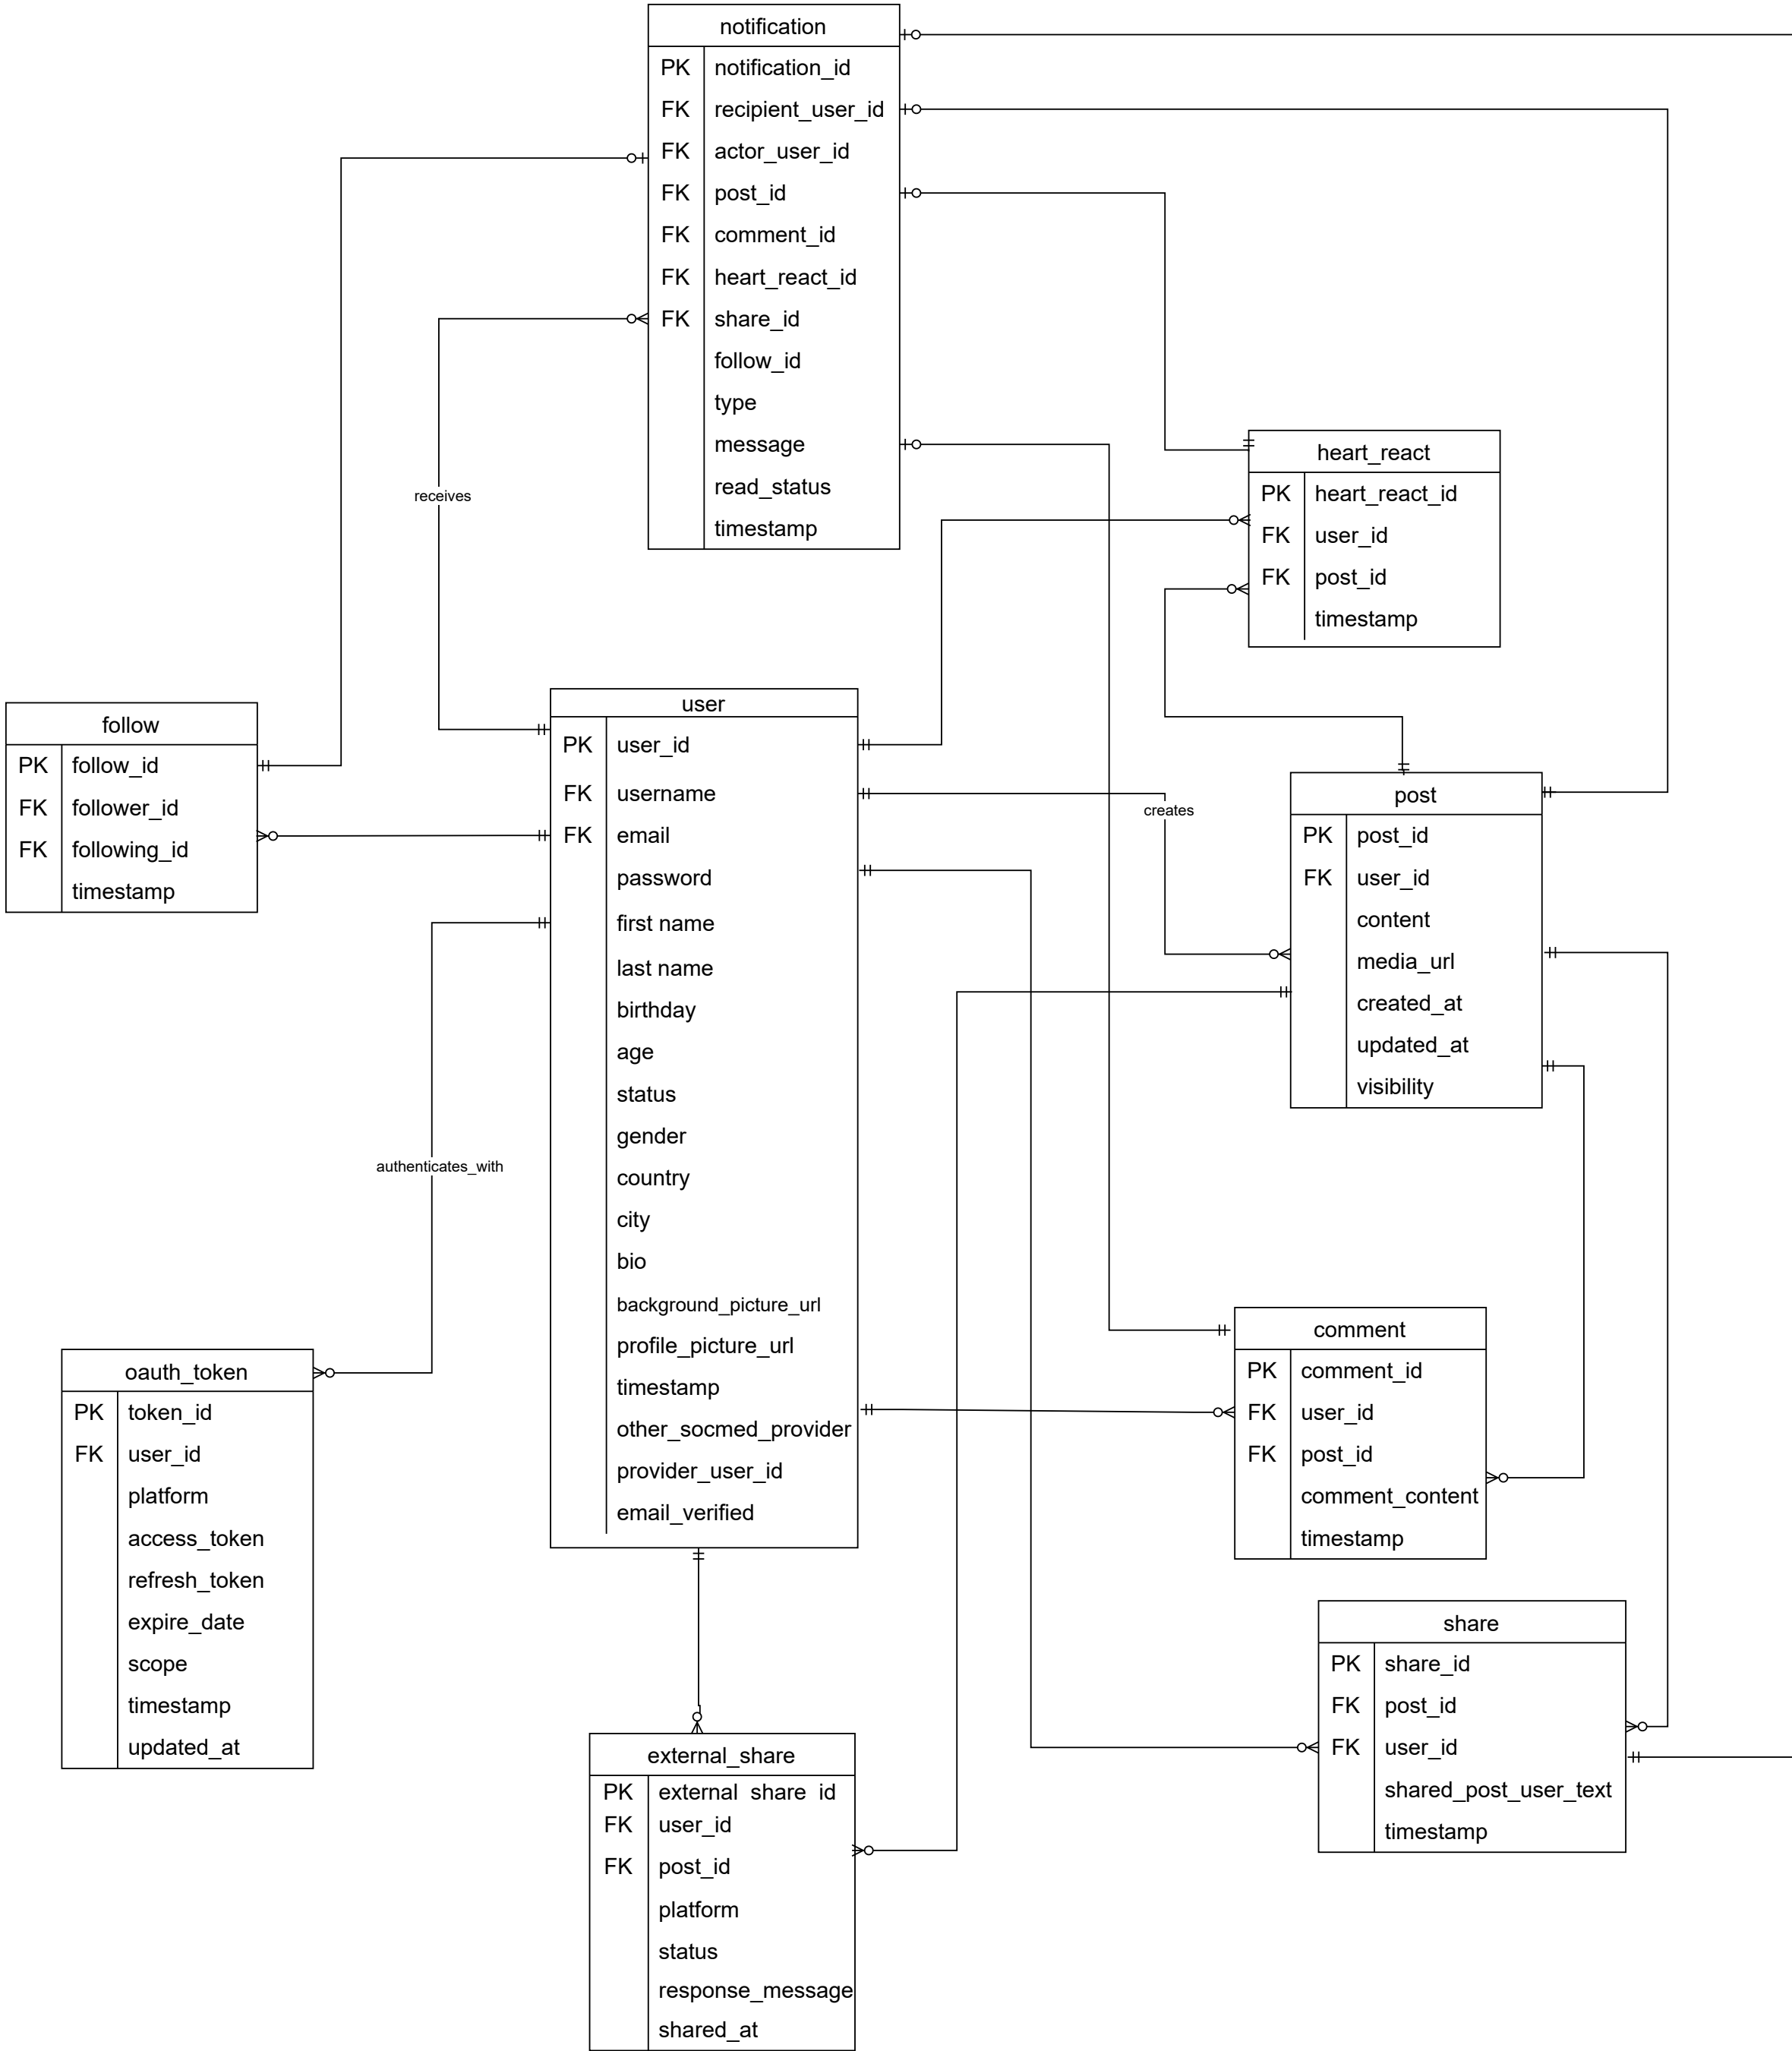 notification
PK notification_id
FK recipient_user_id
FK actor_user_id
FK post_id
FK comment_id
FK heart_react_id
FK share_id
follow_id
type
message
read_status
timestamp
receives
heart_react
PK heart_react_id
FK user_id
FK post_id
timestamp
follow
PK follow_id
FK follower_id
FK following_id
timestamp
user
PK user_id
FK username
FK email
password
first name
last name
birthday
age
status
gender
country
city
bio
background_picture_url
profile_picture_url
timestamp
other_socmed_provider
provider_user_id
email_verified
creates
post
PK post_id
FK user_id
content
media_url
created_at
updated_at
visibility
authenticates_with
oauth_token
PK token_id
FK user_id
platform
access_token
refresh_token
expire_date
scope
timestamp
updated_at
comment
PK comment_id
FK user_id
FK post_id
comment_content
timestamp
share
PK share_id
FK post_id
FK user_id
shared_post_user_text
timestamp
external_share
PK external_share_id
FK user_id
FK post_id
platform
status
response_message
shared_at